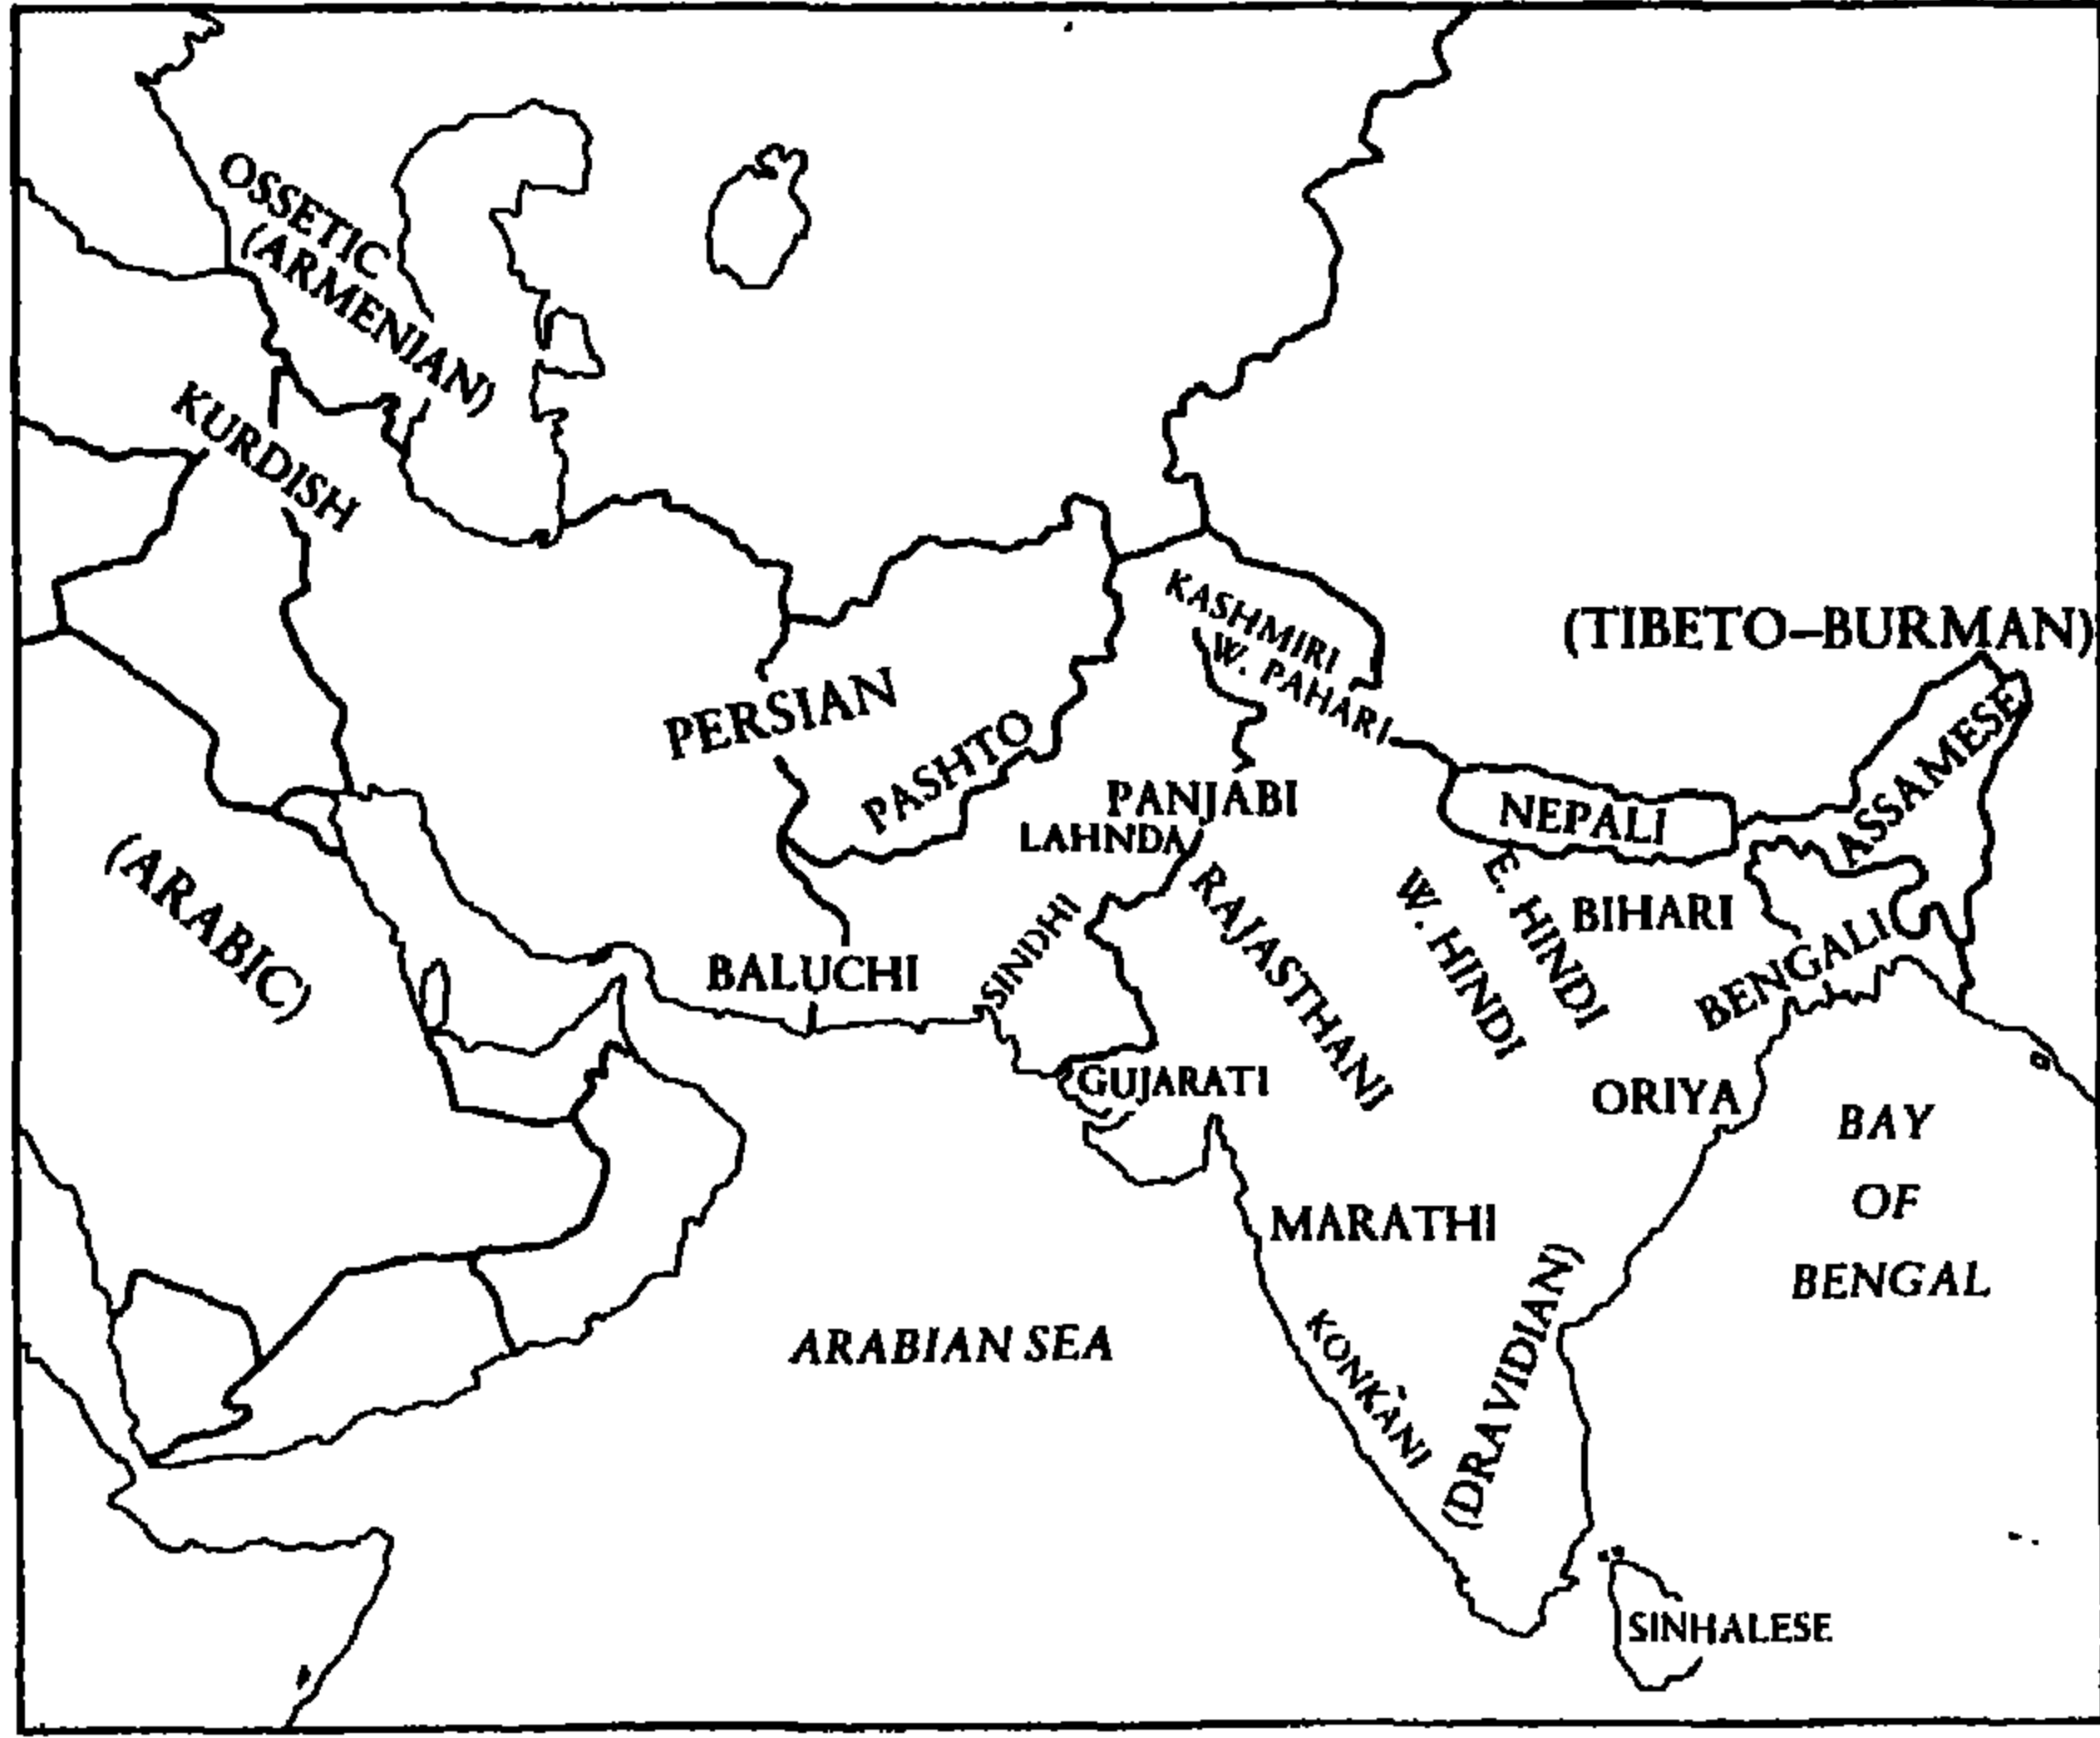 OSSETIC
(ARMENIAN)
KURDISH
KASHMIRI
W. PAHARI
(TIBETO–BURMAN)
PERSIAN
PASHTO
PANJABI
LAHNDA
NEPALI
ASSAMESE
(ARABIC)
SINDHI
RAJASTHANI
W. HINDI
E. HINDI
BIHARI
BENGALI
BALUCHI
GUJARATI
ORIYA
BAY
OF
BENGAL
MARATHI
ARABIAN SEA
KONKANI
(DRAVIDIAN)
SINHALESE